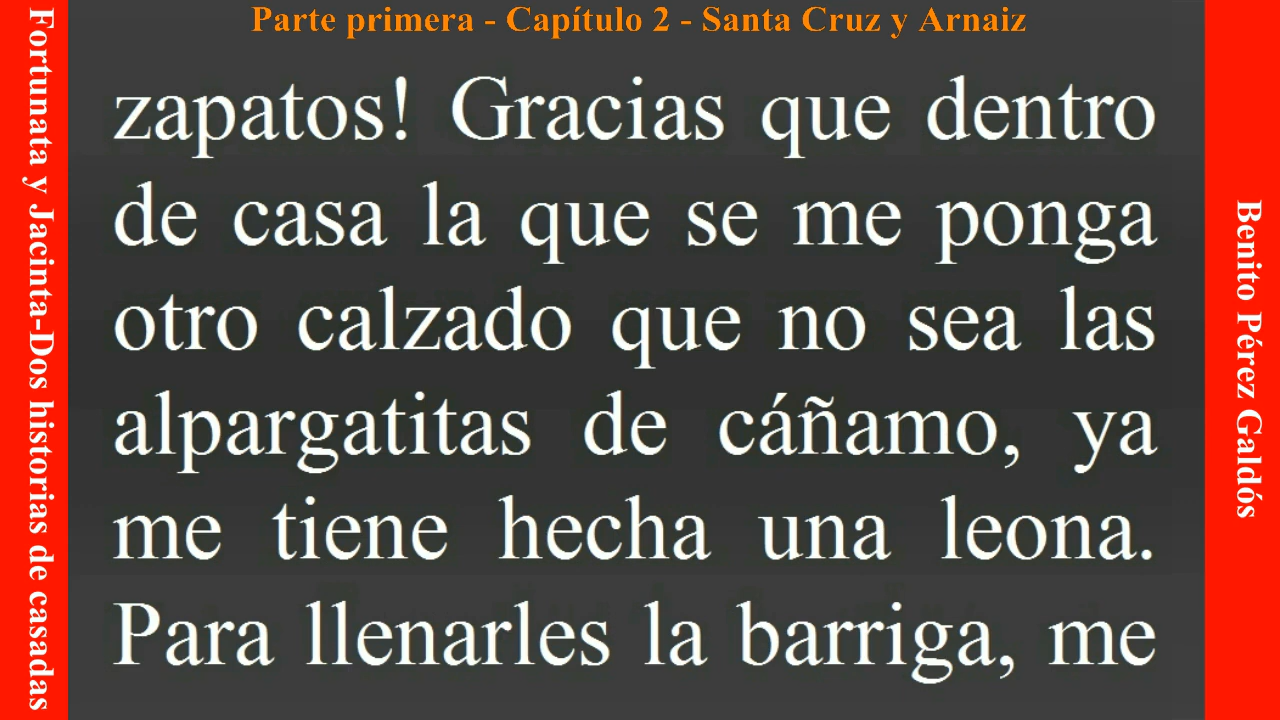 Parte primera - Capítulo 2 - Santa Cruz y Arnaiz
Fortunata y Jacinta-Dos historias de casadas
zapatos! Gracias que dentro
de casa la que se me ponga
otro calzado que no sea las
alpargatitas de cáñamo, ya
me tiene hecha una leona.
Para llenarles la barriga, me
Benito Pérez Galdós